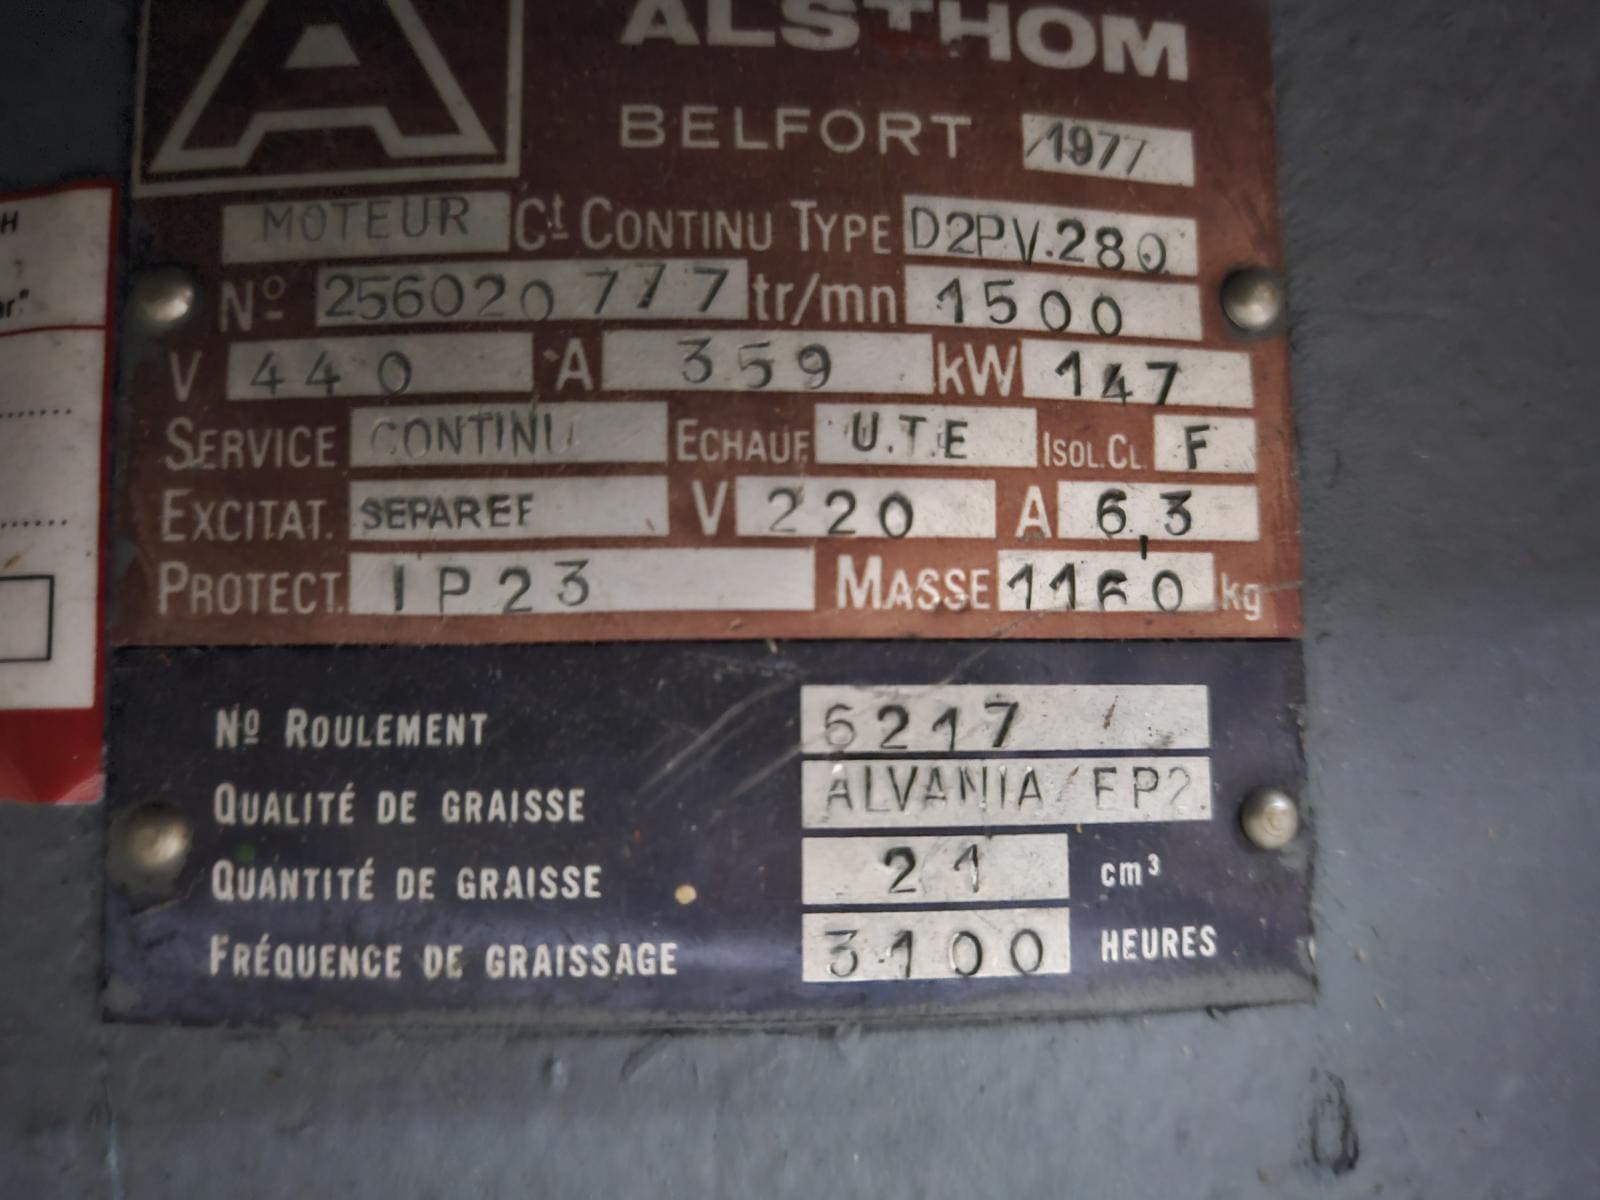 ALSTHOM
BELFORT 1977
MOTEUR Ct CONTINU TYPE D2PV.280
Nº 256020 777 tr/mn 1500
V 440 A 359 kW 147
SERVICE CONTINU ECHAUF. U.T.E ISOL.CL. F
EXCITAT. SEPAREE V 220 A 6,3
PROTECT. IP23 MASSE 1160 kg
Nº ROULEMENT 6217
QUALITÉ DE GRAISSE ALVANIA/EP2.
QUANTITÉ DE GRAISSE 21 cm³
FRÉQUENCE DE GRAISSAGE 3100 HEURES